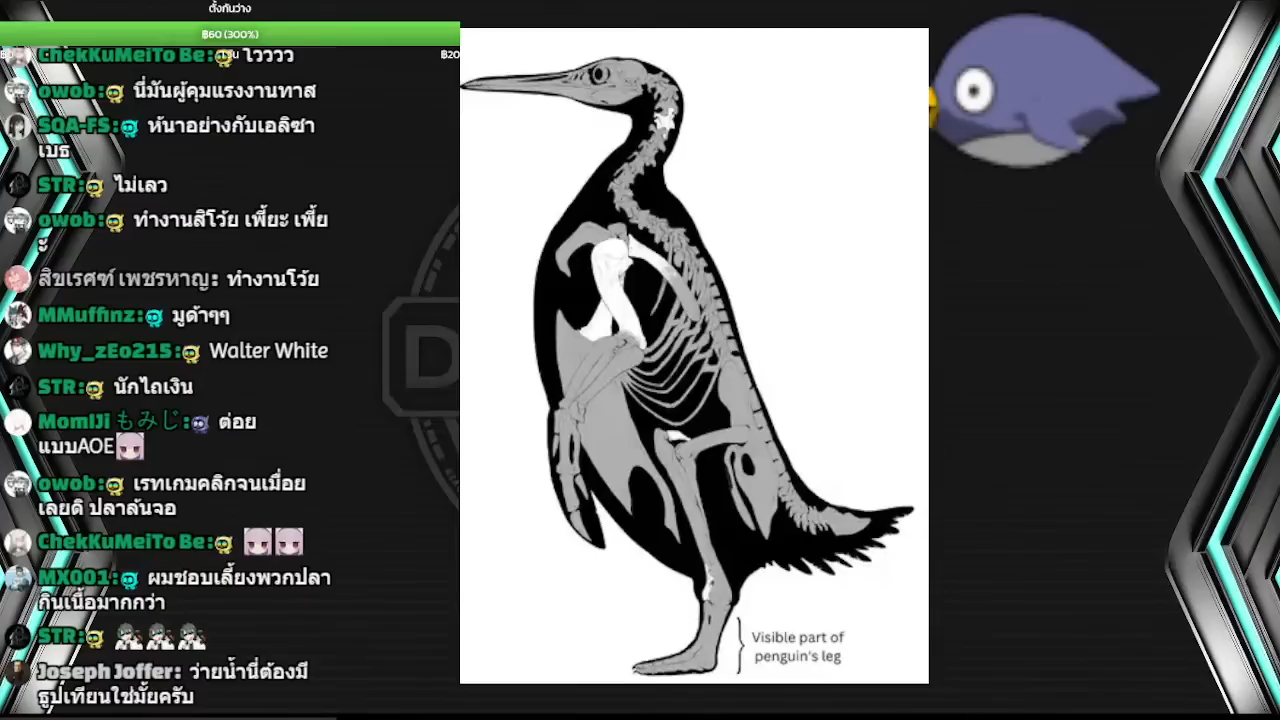 ตั้งกันว่าง
฿60 (300%)
฿20
ChekKuMeiTo Be: โวววว
owob: นี่มันผู้คุมแรงงานทาส
SQA-FS: ห้นาอย่างกับเอลิซา
เบธ
STR: ไม่เลว
owob: ทำงานสิโว้ย เพี้ยะ เพี้ย
ะ
สิขเรศฑ์ เพชรหาญ: ทำงานโว้ย
MMuffinz: มูด้าๆๆ
Why_zEo215: Walter White
STR: นักไถเงิน
MomIJi もみじ: ต่อย
แบบAOE
owob: เรทเกมคลิกจนเมื่อย
เลยดิ ปลาล้นจอ
ChekKuMeiTo Be:
MX001: ผมชอบเลี้ยงพวกปลา
กินเนื้อมากกว่า
STR:
Joseph Joffer: ว่ายน้ำนี่ต้องมี
ธูปเทียนใช่มั้ยครับ
D
Visible part of
penguin's leg